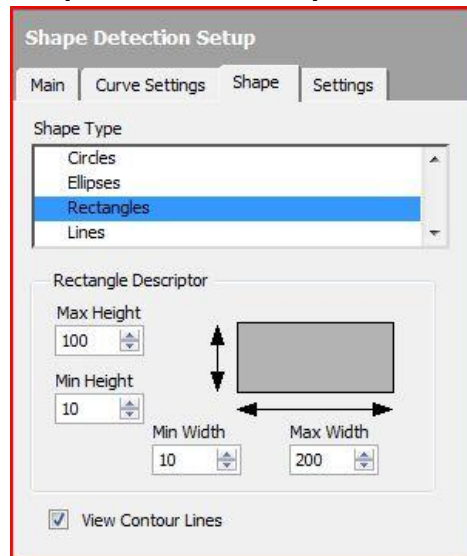 Shape Detection Setup
Main Curve Settings Shape Settings
Shape Type
Circles
Ellipses
Rectangles
Lines
Rectangle Descriptor
Max Height
100
Min Height
10
Min Width Max Width
10 200
View Contour Lines